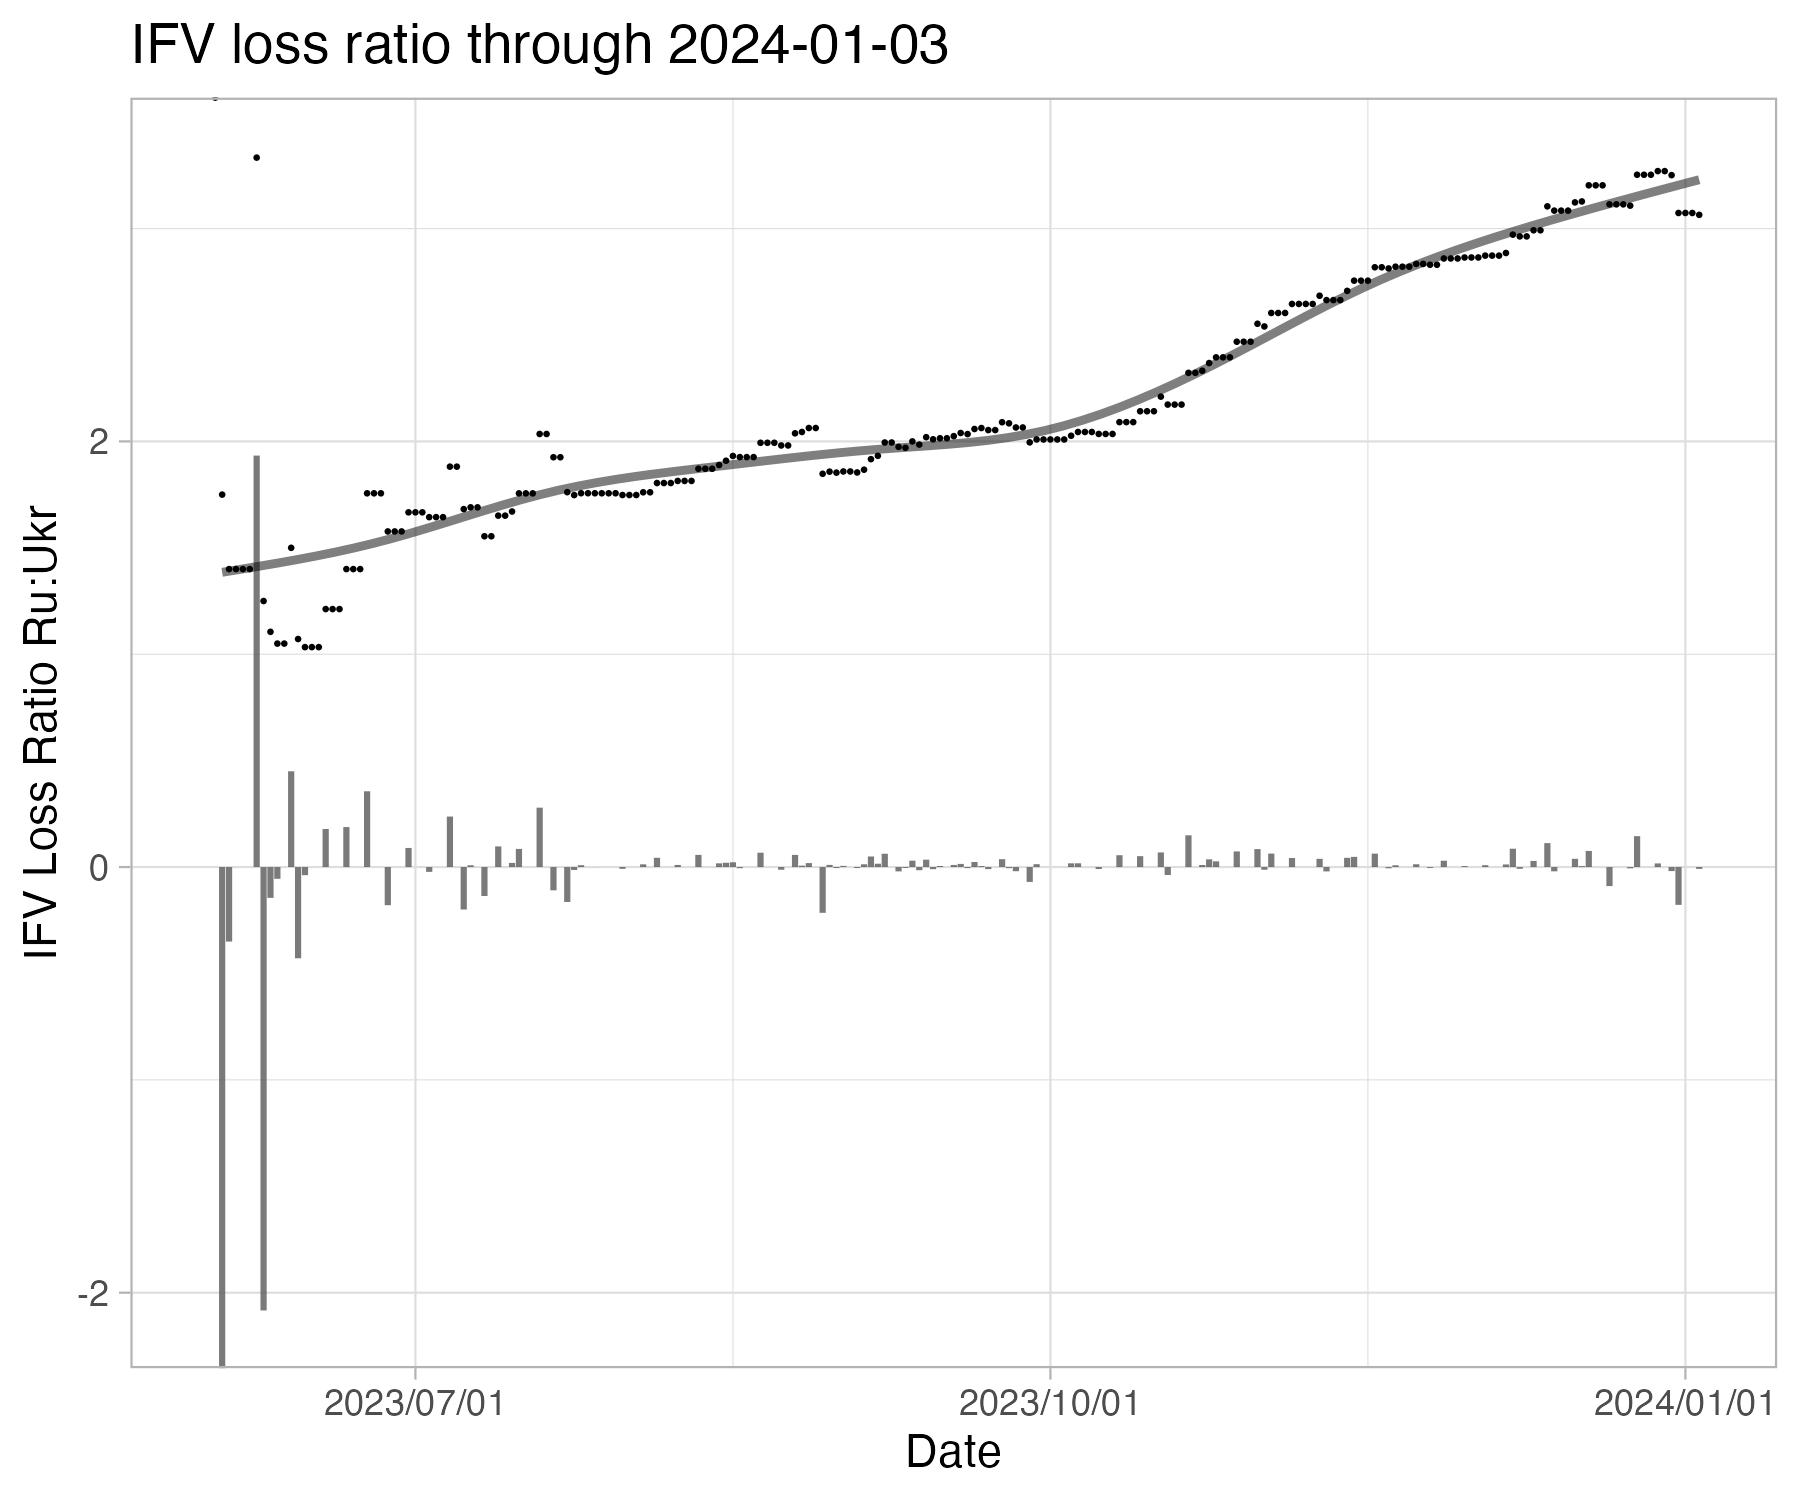 IFV loss ratio through 2024-01-03
IFV Loss Ratio Ru:Ukr
2
0
-2
2023/07/01
2023/10/01
2024/01/01
Date